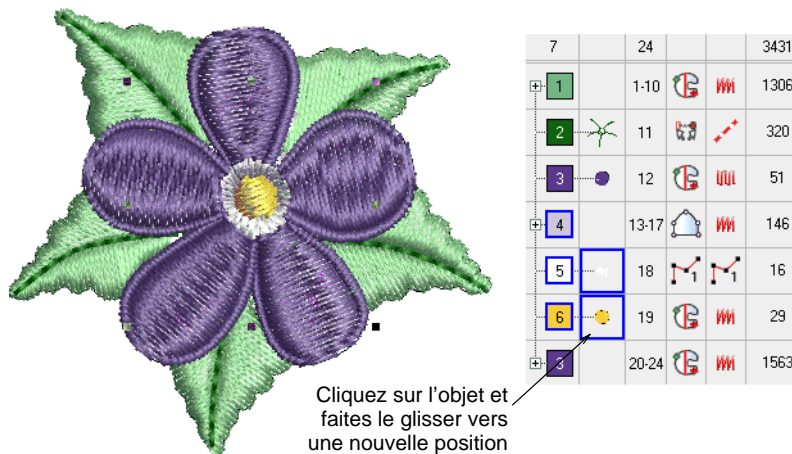 7 24 3431
1 1-10 1306
2 11 320
3 12 51
4 13-17 146
5 18 1 1 16
6 19 29
3 20-24 1563
Cliquez sur l'objet et
faites le glisser vers
une nouvelle position